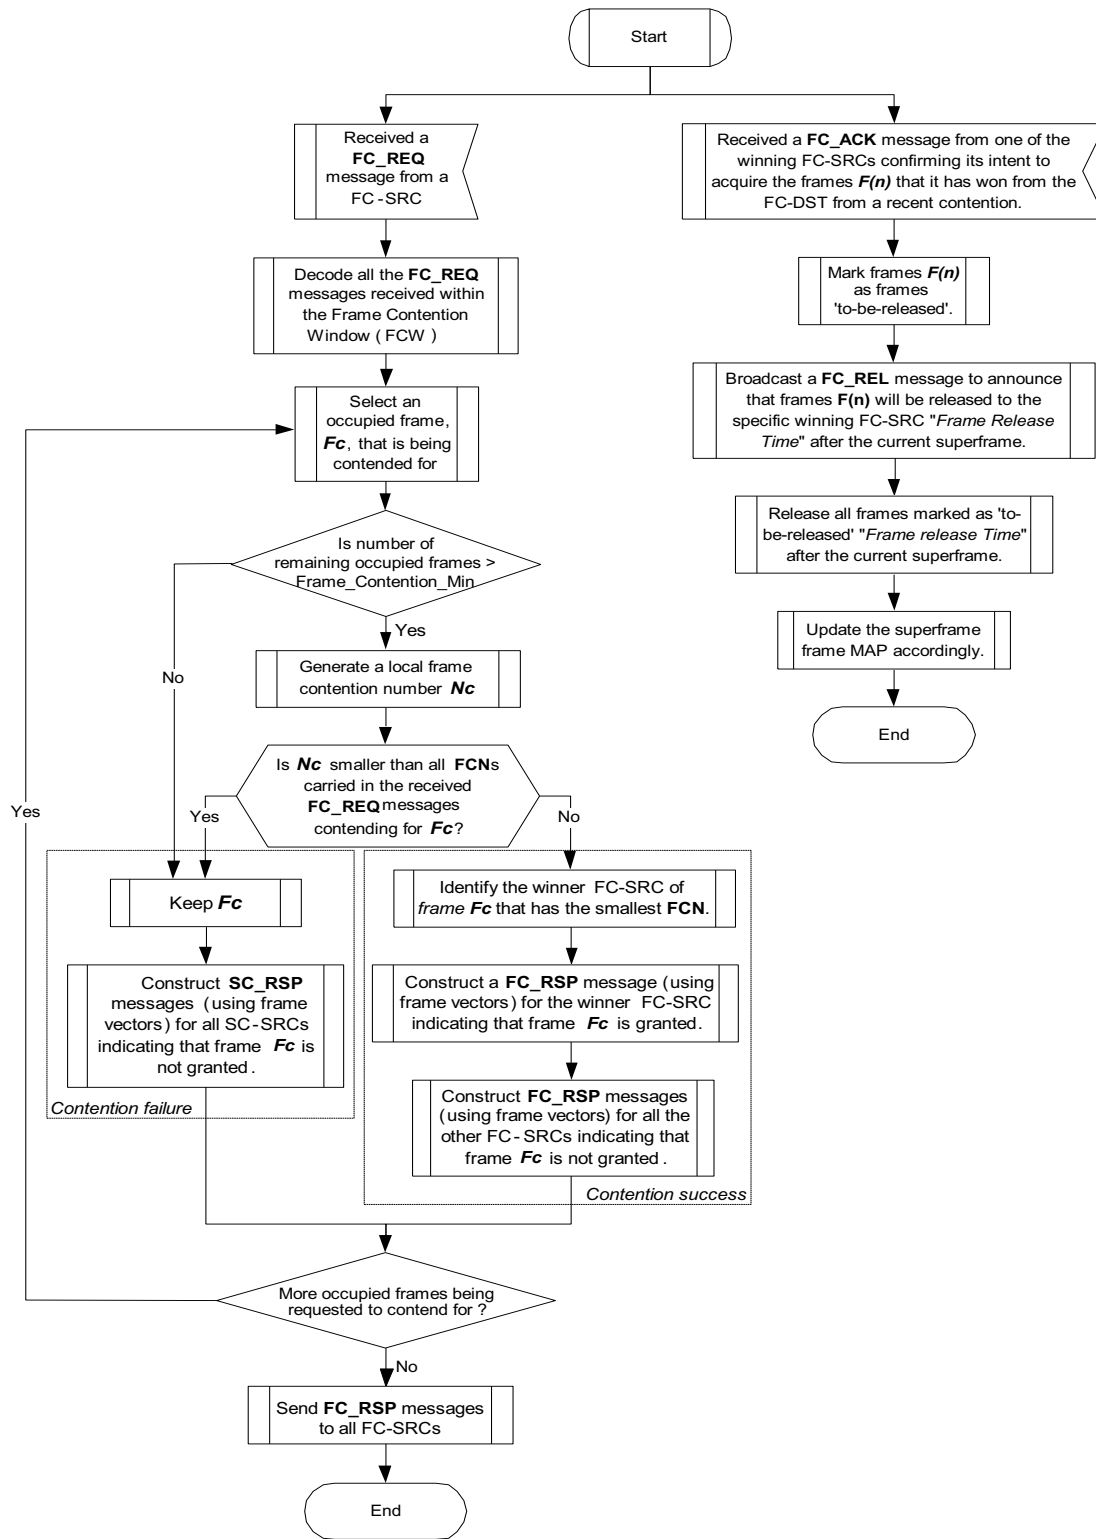 Start
Received a
FC_REQ
message from a
FC-SRC
Decode all the FC_REQ
messages received within
the Frame Contention
Window ( FCW )
Select an
occupied frame,
Fc, that is being
contended for
Is number of
remaining occupied frames >
Frame_Contention_Min
Yes
No
Generate a local frame
contention number Nc
Is Nc smaller than all FCNs
carried in the received
FC_REQ messages
contending for Fc?
Yes
No
Yes
Keep Fc
Construct SC_RSP
messages (using frame
vectors) for all SC-SRCs
indicating that frame Fc is
not granted.
Contention failure
Identify the winner FC-SRC of
frame Fc that has the smallest FCN.
Construct a FC_RSP message (using
frame vectors) for the winner FC-SRC
indicating that frame Fc is granted.
Construct FC_RSP messages
(using frame vectors) for all the
other FC-SRCs indicating that
frame Fc is not granted.
Contention success
More occupied frames being
requested to contend for ?
No
Send FC_RSP messages
to all FC-SRCs
End
Received a FC_ACK message from one of the
winning FC-SRCs confirming its intent to
acquire the frames F(n) that it has won from the
FC-DST from a recent contention.
Mark frames F(n)
as frames
'to-be-released'.
Broadcast a FC_REL message to announce
that frames F(n) will be released to the
specific winning FC-SRC "Frame Release
Time" after the current superframe.
Release all frames marked as 'to-
be-released' "Frame release Time"
after the current superframe.
Update the superframe
frame MAP accordingly.
End